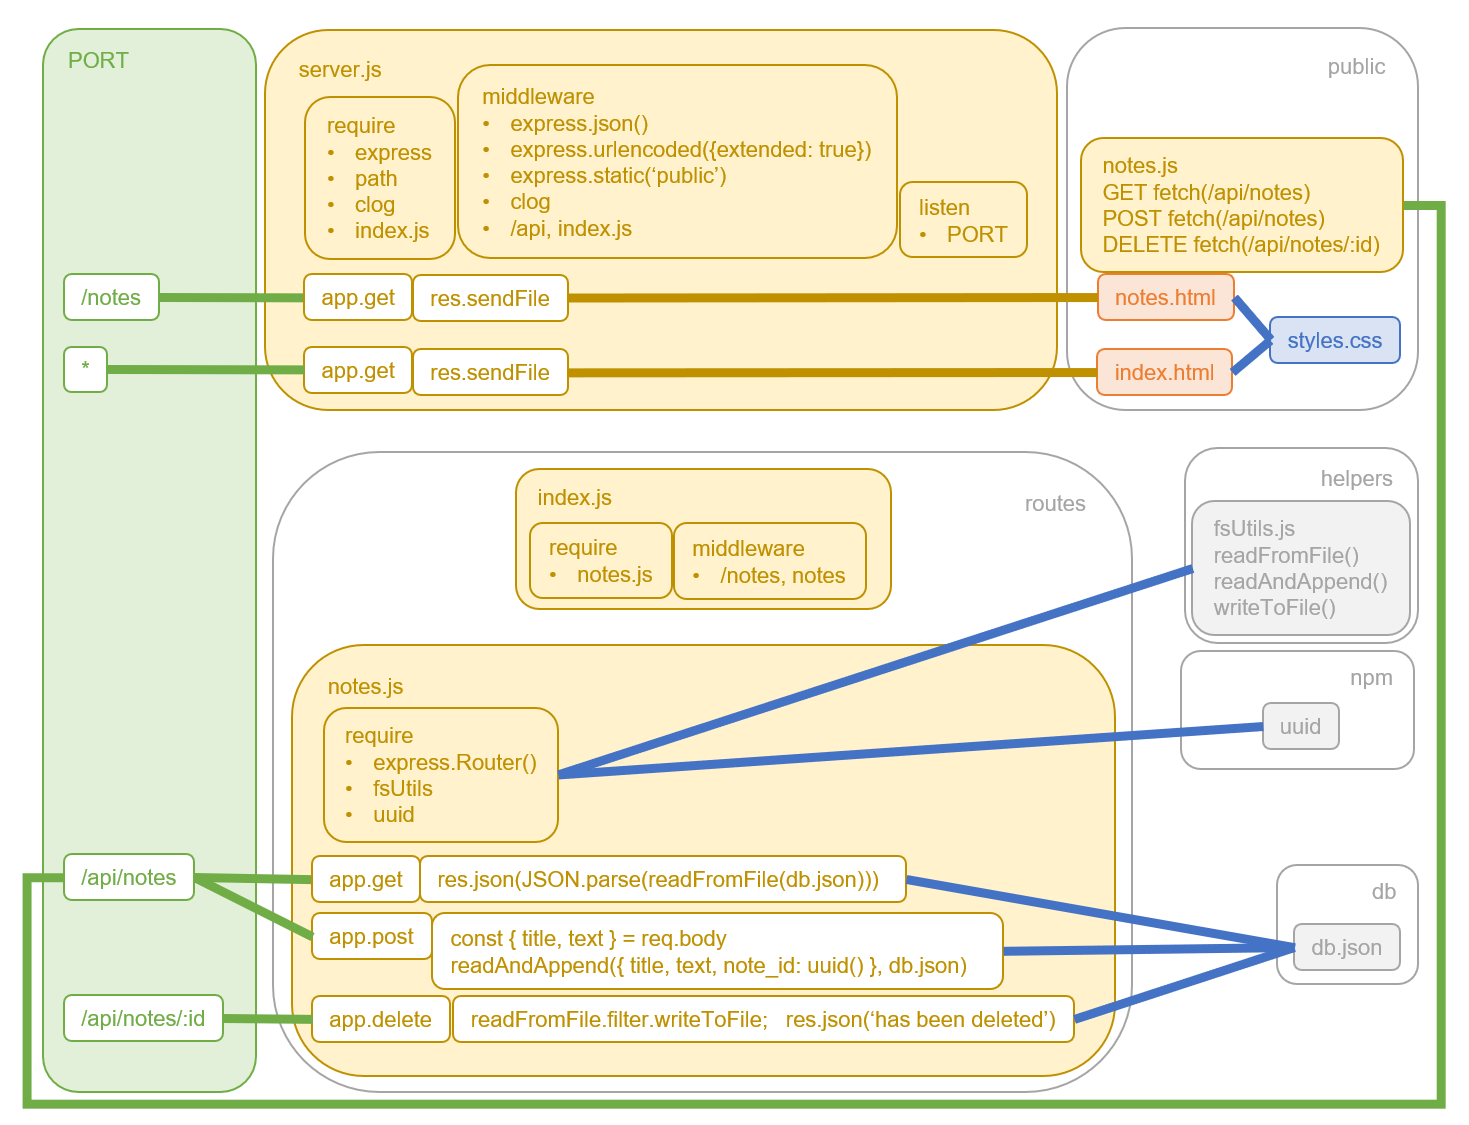 PORT
server.js
require
• express
• path
• clog
• index.js
middleware
• express.json()
• express.urlencoded({extended: true})
• express.static(‘public’)
• clog
• /api, index.js
listen
• PORT
public
notes.js
GET fetch(/api/notes)
POST fetch(/api/notes)
DELETE fetch(/api/notes/:id)
/notes
app.get
res.sendFile
notes.html
styles.css
*
app.get
res.sendFile
index.html
routes
index.js
require
• notes.js
middleware
• /notes, notes
helpers
fsUtils.js
readFromFile()
readAndAppend()
writeToFile()
npm
uuid
notes.js
require
• express.Router()
• fsUtils
• uuid
/api/notes
app.get
res.json(JSON.parse(readFromFile(db.json)))
app.post
const { title, text } = req.body
readAndAppend({ title, text, note_id: uuid() }, db.json)
db
db.json
/api/notes/:id
app.delete
readFromFile.filter.writeToFile; res.json(‘has been deleted’)